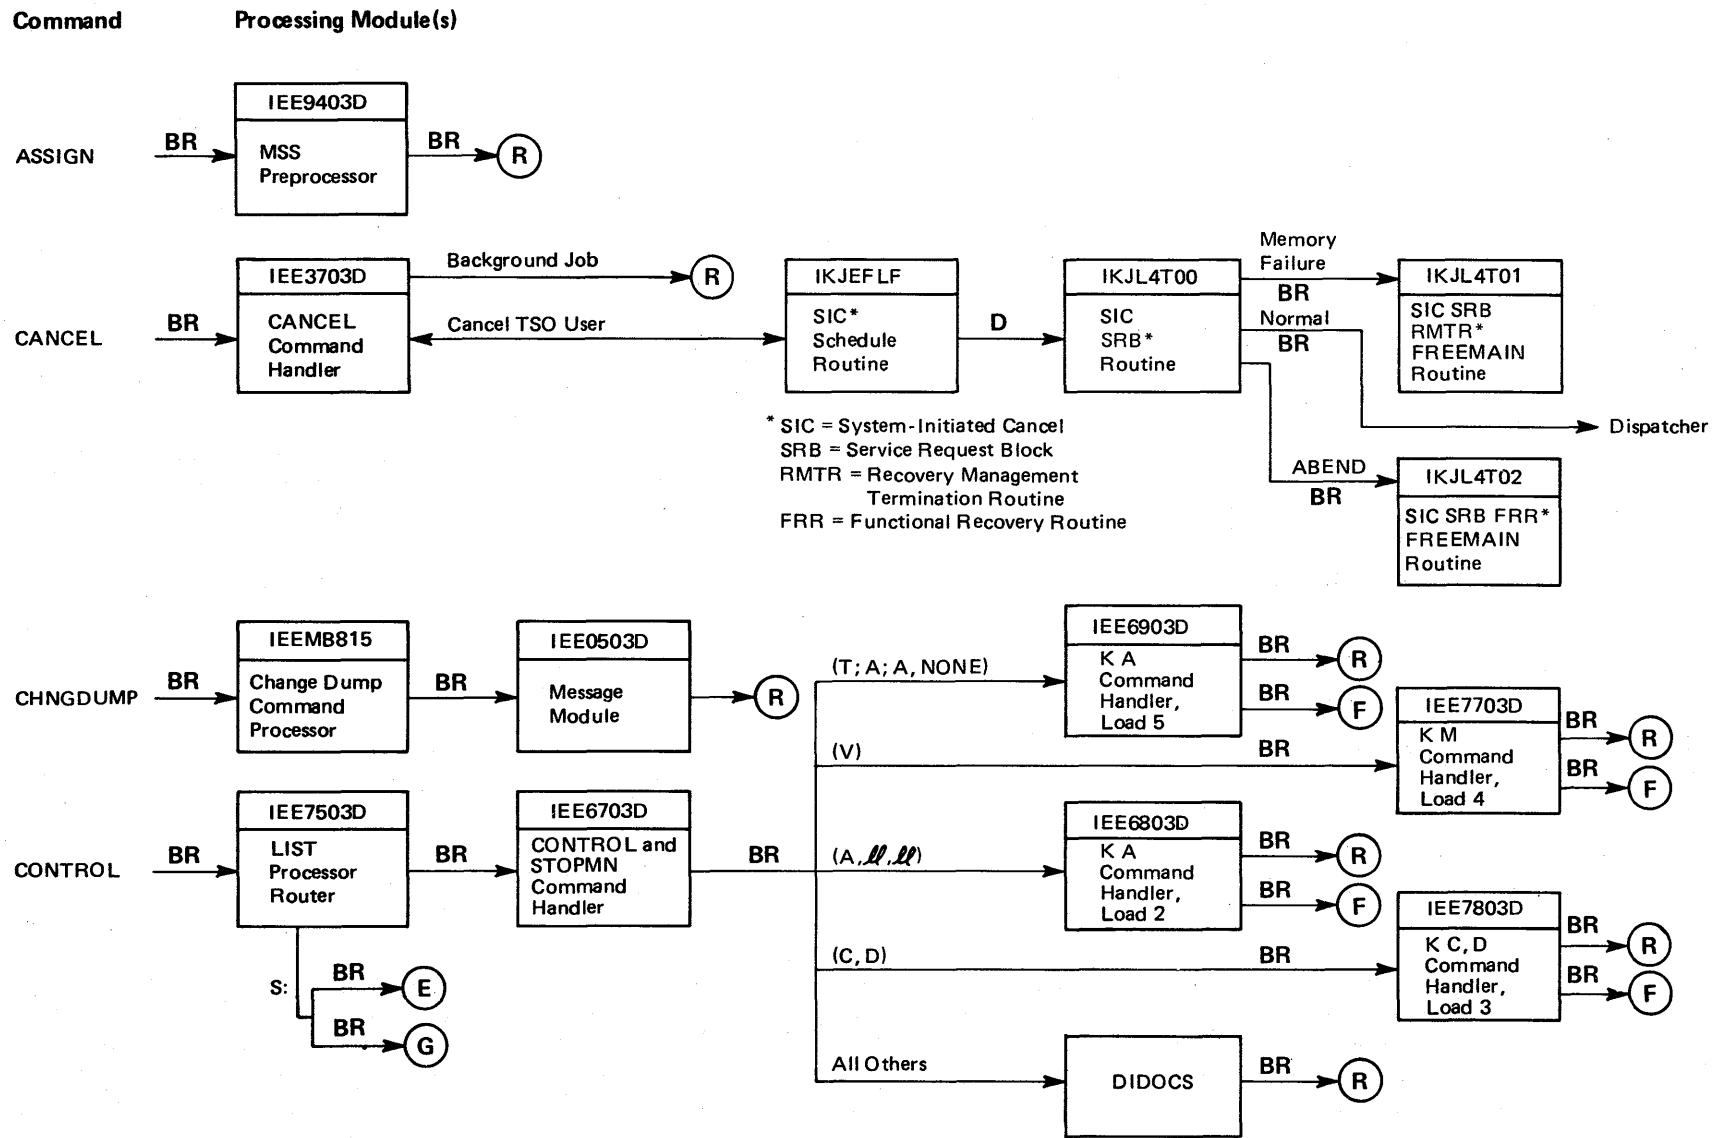 Command Processing Module(s)
IEE9403D
ASSIGN BR MSS Preprocessor BR R
IEE3703D
CANCEL BR CANCEL Command Handler
Background Job R
Cancel TSO User
IKJEFLF
SIC*
Schedule
Routine
D
IKJL4T00
SIC
SRB*
Routine
Memory
Failure
BR
Normal
BR
IKJL4T01
SIC SRB
RMTR*
FREEMAIN
Routine
Dispatcher
ABEND
BR
IKJL4T02
SIC SRB FRR*
FREEMAIN
Routine
* SIC = System-Initiated Cancel
SRB = Service Request Block
RMTR = Recovery Management
Termination Routine
FRR = Functional Recovery Routine
CHNGDUMP
BR
IEEMB815
Change Dump
Command
Processor
BR
IEE0503D
Message
Module
R
CONTROL
BR
IEE7503D
LIST
Processor
Router
S:
BR
E
BR
G
BR
IEE6703D
CONTROL and
STOPMN
Command
Handler
BR
(T; A; A, NONE)
IEE6903D
K A
Command
Handler,
Load 5
BR
R
BR
F
(V)
BR
IEE7703D
K M
Command
Handler,
Load 4
BR
R
BR
F
(A, ll, ll)
IEE6803D
K A
Command
Handler,
Load 2
BR
R
BR
F
(C, D)
BR
IEE7803D
K C, D
Command
Handler,
Load 3
BR
R
BR
F
All Others
DIDOCS
BR
R